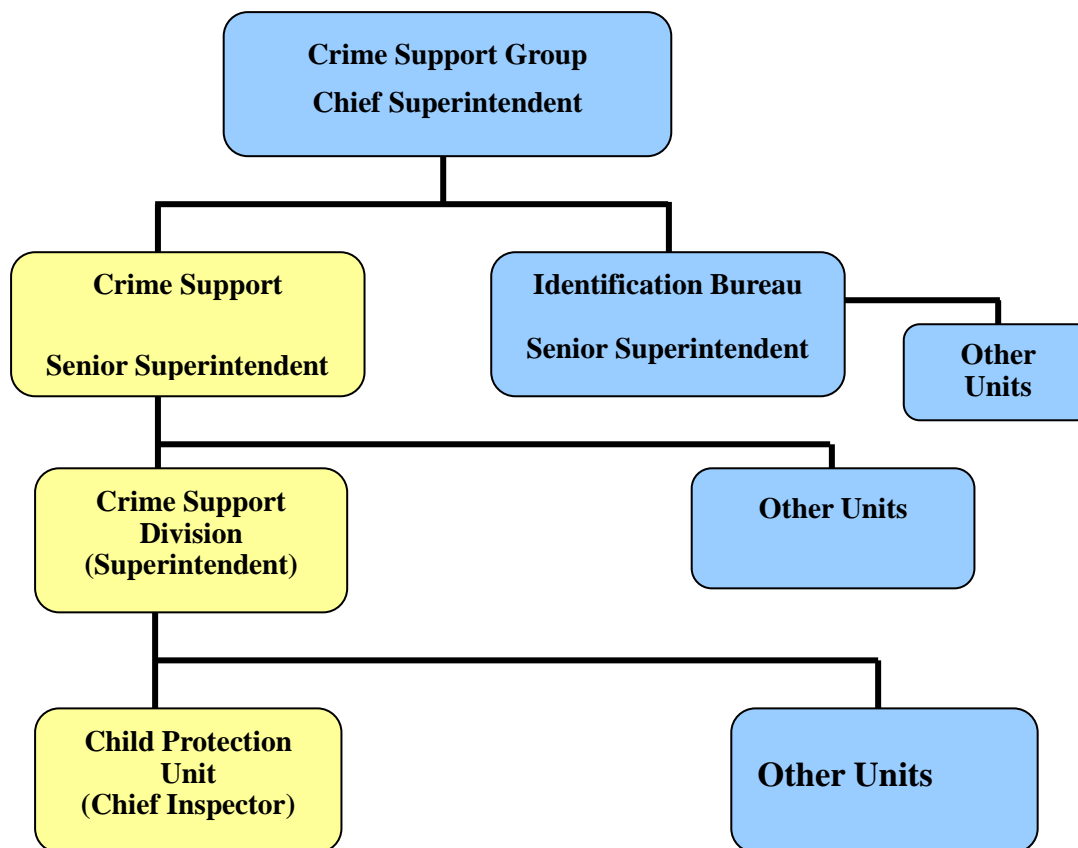 Crime Support Group
Chief Superintendent
Crime Support
Senior Superintendent
Identification Bureau
Senior Superintendent
Other
Units
Crime Support
Division
(Superintendent)
Other Units
Child Protection
Unit
(Chief Inspector)
Other Units